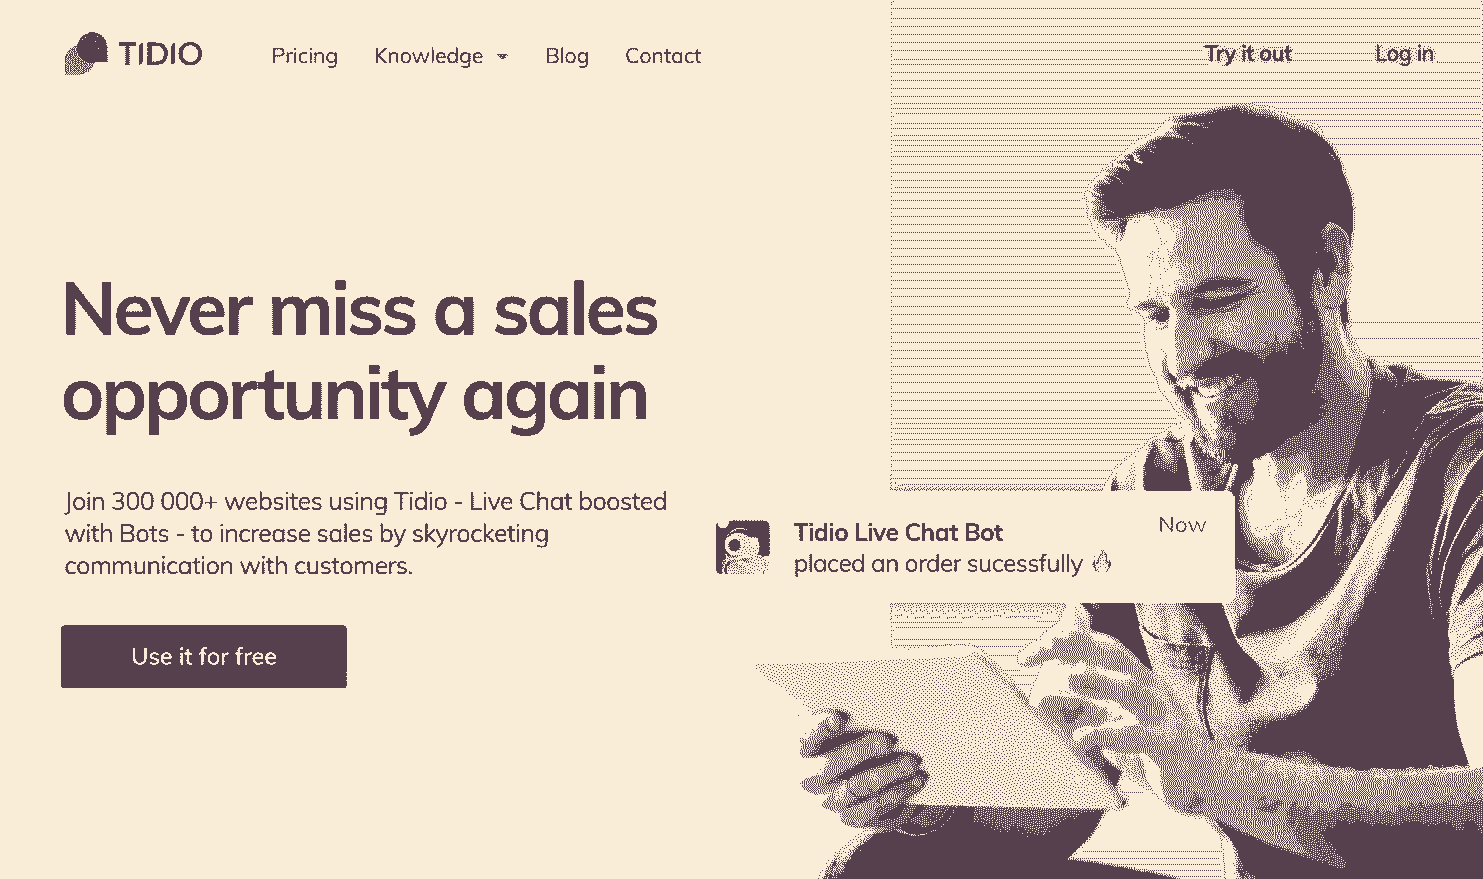 TIDIO
Pricing
Knowledge
Blog
Contact
Try it out
Log in
Never miss a sales
opportunity again
Join 300 000+ websites using Tidio - Live Chat boosted
with Bots - to increase sales by skyrocketing
communication with customers.
Use it for free
Tidio Live Chat Bot
Now
placed an order sucessfully